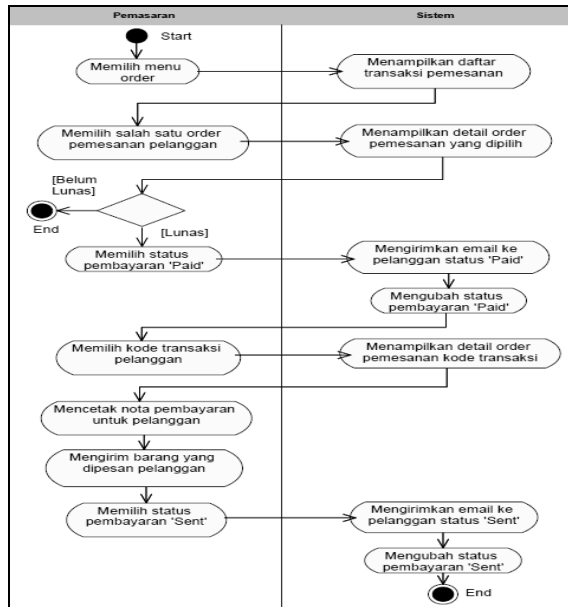 Pemasaran
Sistem
Start
Memilih menu
order
Menampilkan daftar
transaksi pemesanan
Memilih salah satu order
pemesanan pelanggan
Menampilkan detail order
pemesanan yang dipilih
[Belum
Lunas]
End
[Lunas]
Memilih status
pembayaran 'Paid'
Mengirimkan email ke
pelanggan status 'Paid'
Mengubah status
pembayaran 'Paid'
Memilih kode transaksi
pelanggan
Menampilkan detail order
pemesanan kode transaksi
Mencetak nota pembayaran
untuk pelanggan
Mengirim barang yang
dipesan pelanggan
Memilih status
pembayaran 'Sent'
Mengirimkan email ke
pelanggan status 'Sent'
Mengubah status
pembayaran 'Sent'
End